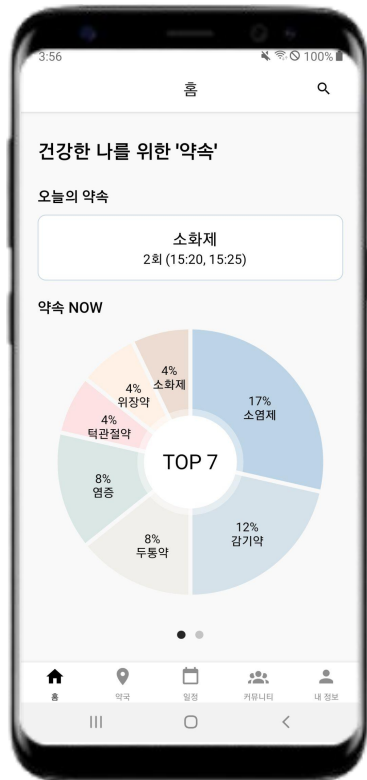 3:56
100%
홈
건강한 나를 위한 '약속'
오늘의 약속
소화제
2회 (15:20, 15:25)
약속 NOW
4%
소화제
4%
위장약
4%
턱관절약
8%
염증
8%
두통약
12%
감기약
17%
소염제
TOP 7
홈
약국
일정
커뮤니티
내 정보